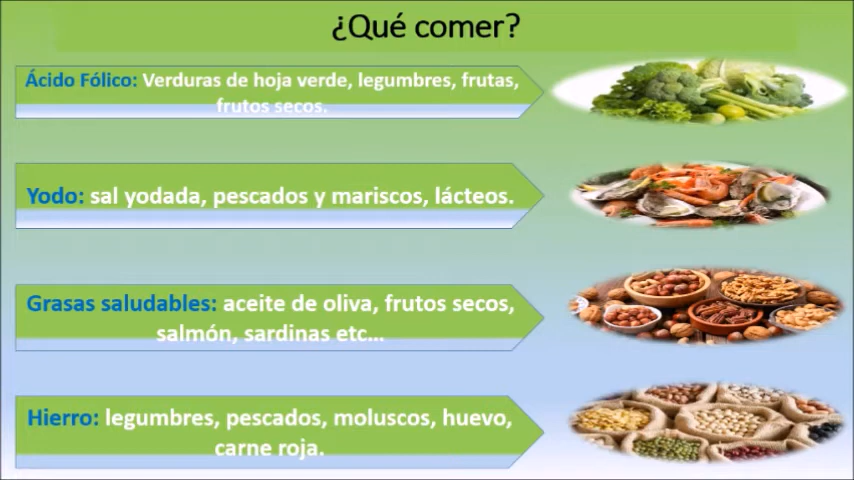 ¿Qué comer?
Ácido Fólico: Verduras de hoja verde, legumbres, frutas,
frutos secos.
Yodo: sal yodada, pescados y mariscos, lácteos.
Grasas saludables: aceite de oliva, frutos secos,
salmón, sardinas etc...
Hierro: legumbres, pescados, moluscos, huevo,
carne roja.